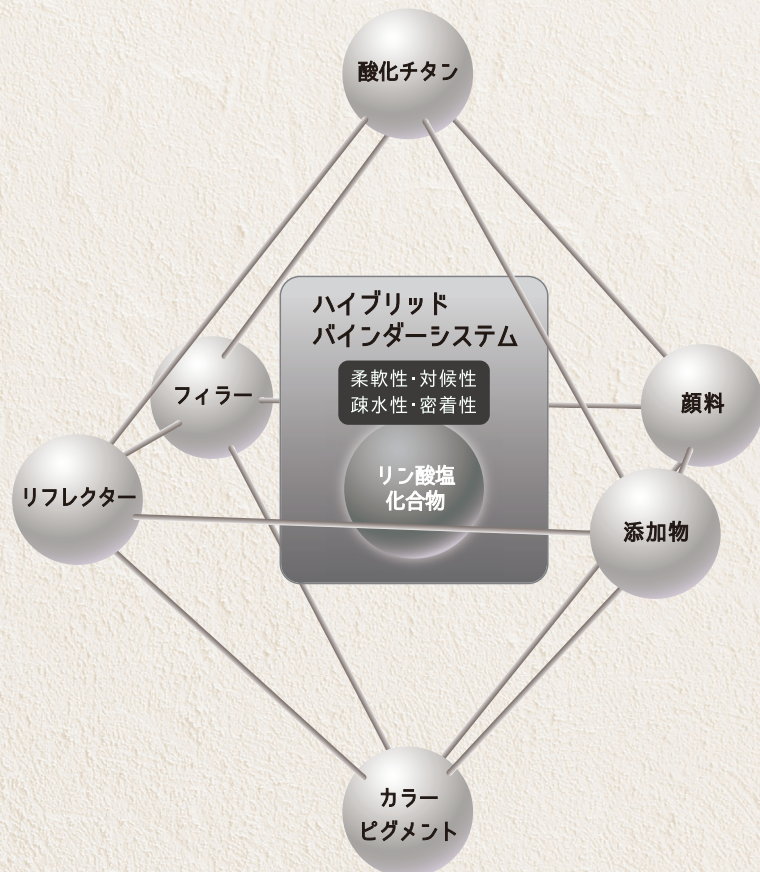 酸化チタン
ハイブリッド
バインダーシステム
柔軟性・対候性
疎水性・密着性
フィラー
顔料
リン酸塩
化合物
リフレクター
添加物
カラー
ピグメント